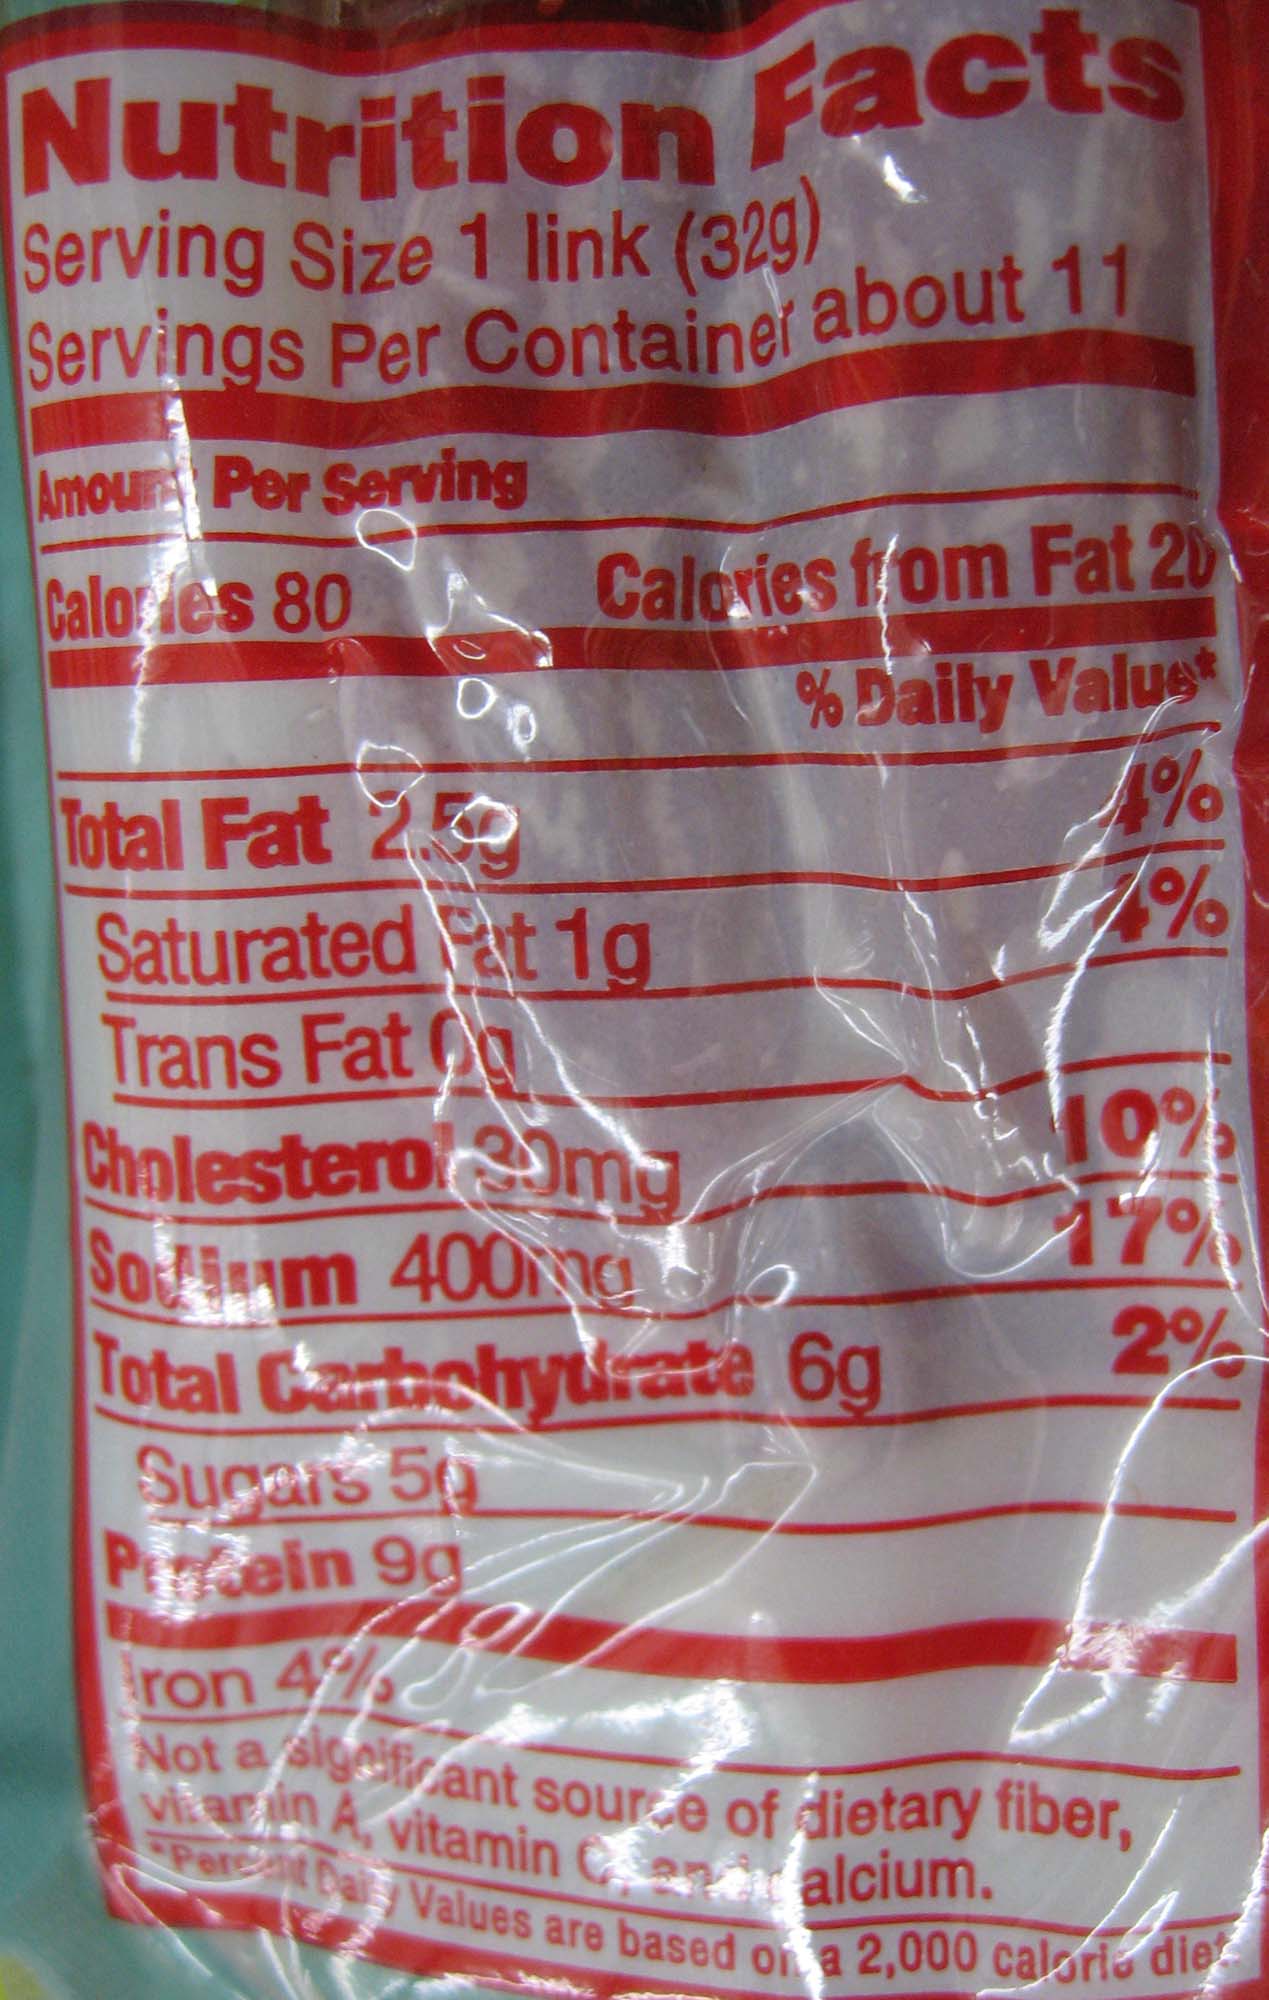 Nutrition Facts
Serving Size 1 link (32g)
Servings Per Container about 11
Amount Per Serving
Calories 80 Calories from Fat 20
% Daily Value*
Total Fat 2.5g 4%
Saturated Fat 1g 4%
Trans Fat 0g
Cholesterol 30mg 10%
Sodium 400mg 17%
Total Carbohydrate 6g 2%
Sugars 5g
Protein 9g
Iron 4%
Not a significant source of dietary fiber,
vitamin A, vitamin C, and calcium.
*Percent Daily Values are based on a 2,000 calorie diet.